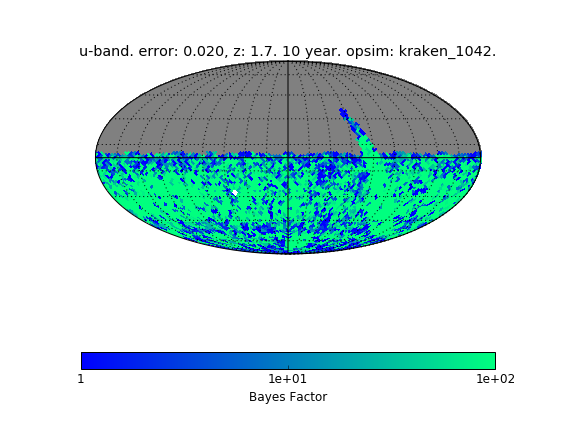 u-band. error: 0.020, z: 1.7. 10 year. opsim: kraken_1042.
1 1e+01 1e+02
Bayes Factor